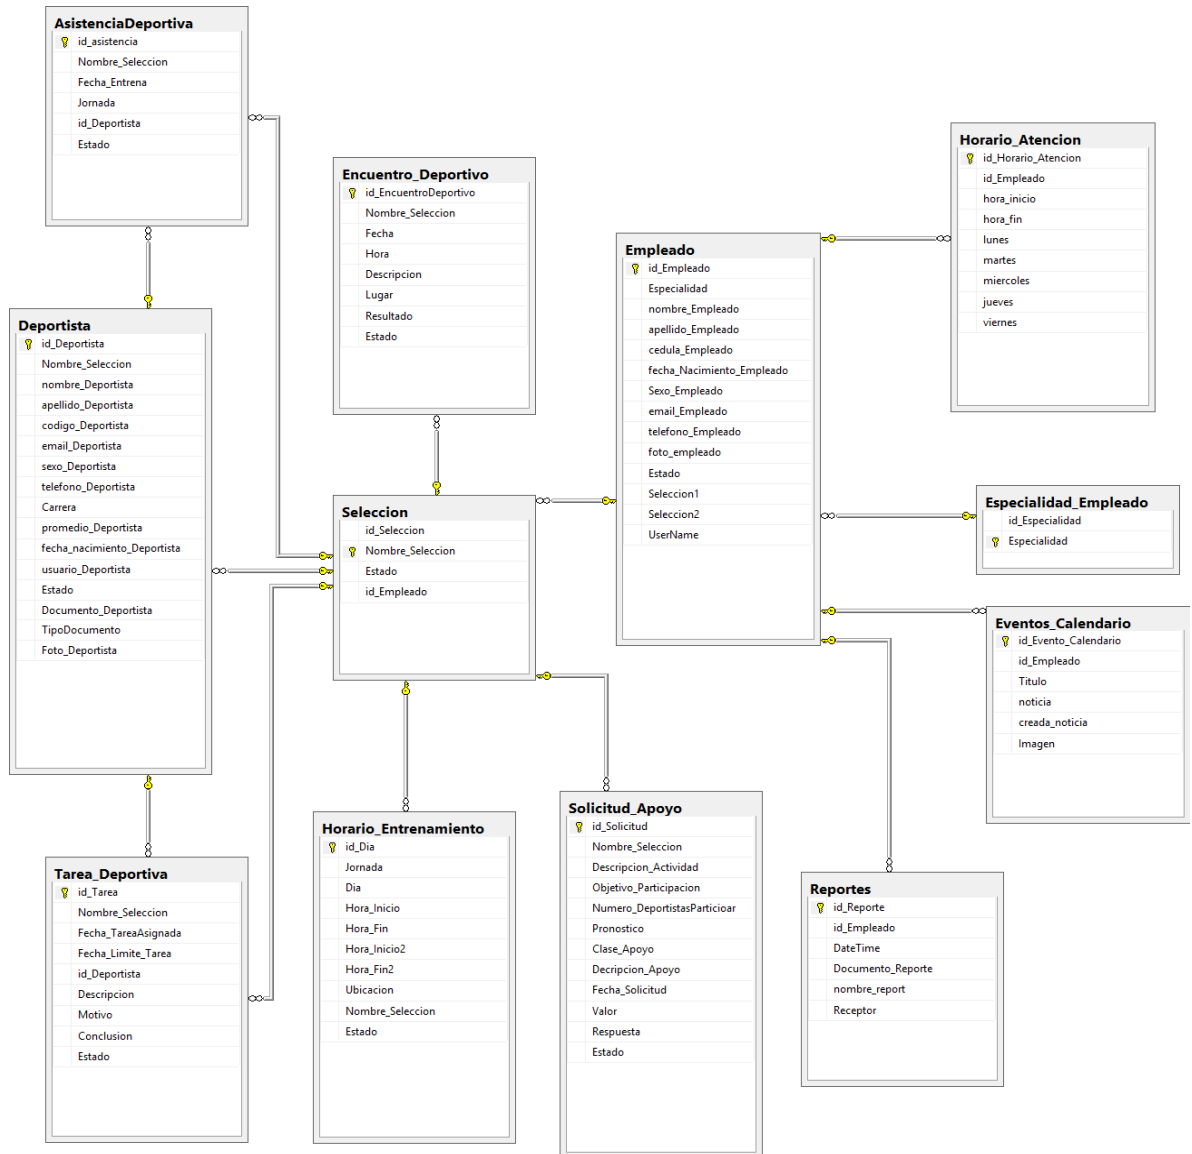 AsistenciaDeportiva
id_asistencia
Nombre_Seleccion
Fecha_Entrena
Jornada
id_Deportista
Estado
Encuentro_Deportivo
id_EncuentroDeportivo
Nombre_Seleccion
Fecha
Hora
Descripcion
Lugar
Resultado
Estado
Horario_Atencion
id_Horario_Atencion
id_Empleado
hora_inicio
hora_fin
lunes
martes
miercoles
jueves
viernes
Empleado
id_Empleado
Especialidad
nombre_Empleado
apellido_Empleado
cedula_Empleado
fecha_Nacimiento_Empleado
Sexo_Empleado
email_Empleado
telefono_Empleado
foto_empleado
Estado
Seleccion1
Seleccion2
UserName
Deportista
id_Deportista
Nombre_Seleccion
nombre_Deportista
apellido_Deportista
codigo_Deportista
email_Deportista
sexo_Deportista
telefono_Deportista
Carrera
promedio_Deportista
fecha_nacimiento_Deportista
usuario_Deportista
Estado
Documento_Deportista
TipoDocumento
Foto_Deportista
Seleccion
id_Seleccion
Nombre_Seleccion
Estado
id_Empleado
Especialidad_Empleado
id_Especialidad
Especialidad
Eventos_Calendario
id_Evento_Calendario
id_Empleado
Titulo
noticia
creada_noticia
Imagen
Tarea_Deportiva
id_Tarea
Nombre_Seleccion
Fecha_TareaAsignada
Fecha_Limite_Tarea
id_Deportista
Descripcion
Motivo
Conclusion
Estado
Horario_Entrenamiento
id_Dia
Jornada
Dia
Hora_Inicio
Hora_Fin
Hora_Inicio2
Hora_Fin2
Ubicacion
Nombre_Seleccion
Estado
Solicitud_Apoyo
id_Solicitud
Nombre_Seleccion
Descripcion_Actividad
Objetivo_Participacion
Numero_DeportistasParticioar
Pronostico
Clase_Apoyo
Decripcion_Apoyo
Fecha_Solicitud
Valor
Respuesta
Estado
Reportes
id_Reporte
id_Empleado
DateTime
Documento_Reporte
nombre_report
Receptor